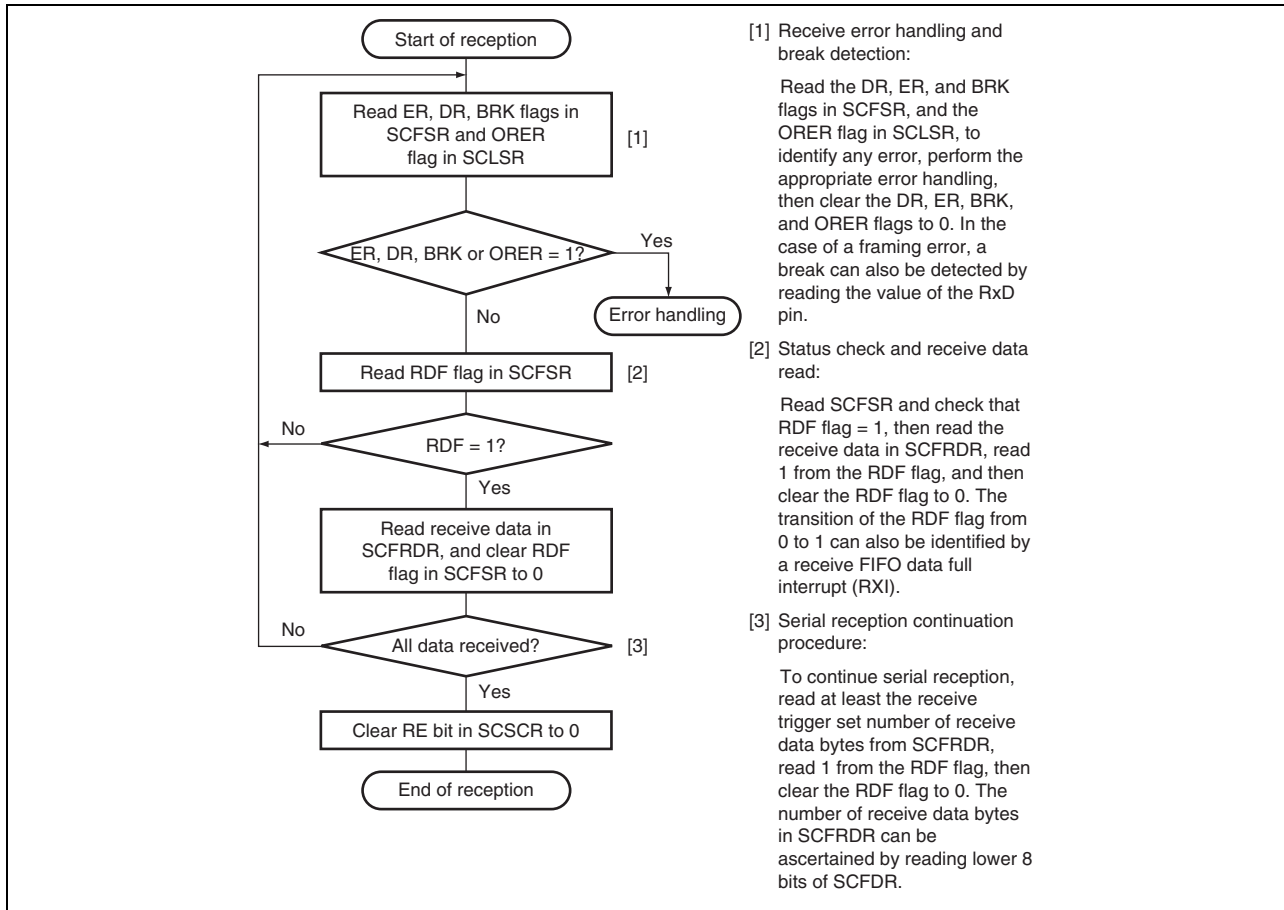 Start of reception
Read ER, DR, BRK flags in
SCFSR and ORER
flag in SCLSR
[1]
ER, DR, BRK or ORER = 1?
Yes
Error handling
No
Read RDF flag in SCFSR
[2]
No
RDF = 1?
Yes
Read receive data in
SCFRDR, and clear RDF
flag in SCFSR to 0
No
All data received?
[3]
Yes
Clear RE bit in SCSCR to 0
End of reception
[1] Receive error handling and
break detection:
Read the DR, ER, and BRK
flags in SCFSR, and the
ORER flag in SCLSR, to
identify any error, perform the
appropriate error handling,
then clear the DR, ER, BRK,
and ORER flags to 0. In the
case of a framing error, a
break can also be detected by
reading the value of the RxD
pin.
[2] Status check and receive data
read:
Read SCFSR and check that
RDF flag = 1, then read the
receive data in SCFRDR, read
1 from the RDF flag, and then
clear the RDF flag to 0. The
transition of the RDF flag from
0 to 1 can also be identified by
a receive FIFO data full
interrupt (RXI).
[3] Serial reception continuation
procedure:
To continue serial reception,
read at least the receive
trigger set number of receive
data bytes from SCFRDR,
read 1 from the RDF flag, then
clear the RDF flag to 0. The
number of receive data bytes
in SCFRDR can be
ascertained by reading lower 8
bits of SCFDR.